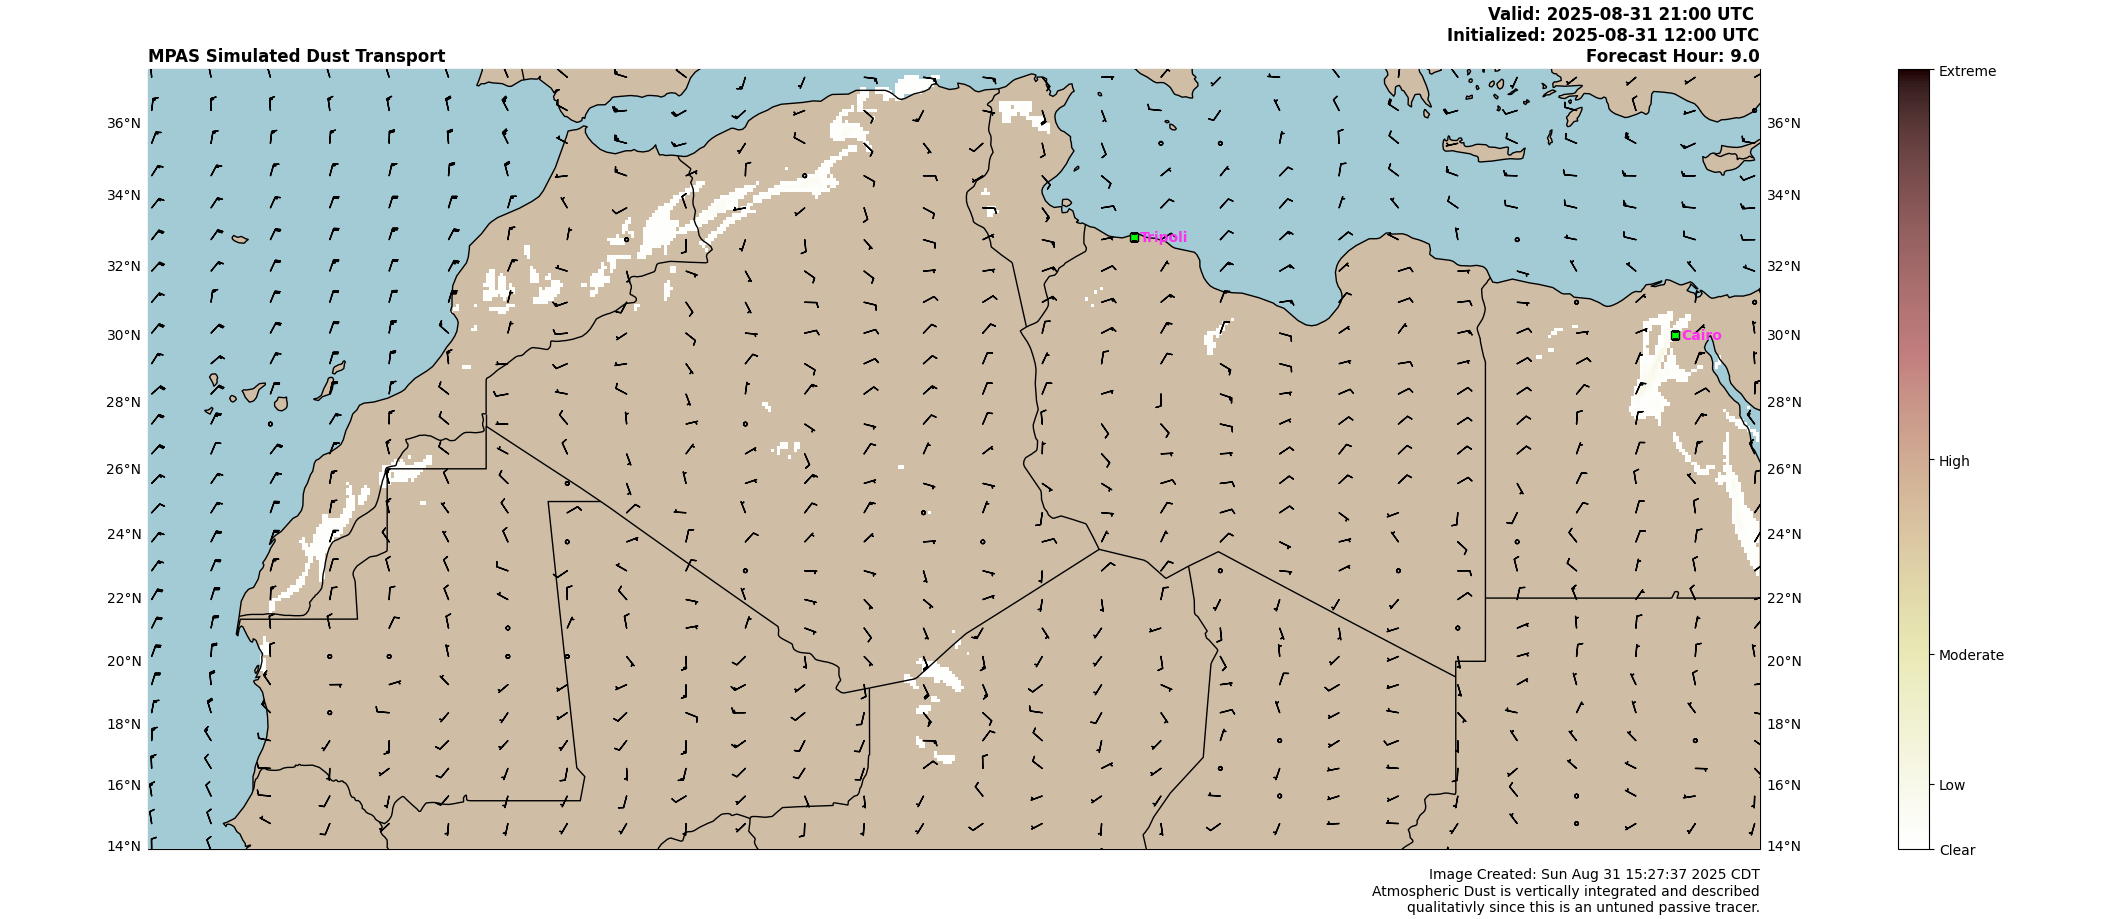 Valid: 2025-08-31 21:00 UTC
Initialized: 2025-08-31 12:00 UTC
MPAS Simulated Dust Transport
Forecast Hour: 9.0
Extreme
36°N
36°N
34°N
34°N
Tripoli
32°N
32°N
30°N
Cairo
30°N
28°N
28°N
26°N
26°N
High
24°N
24°N
22°N
22°N
20°N
20°N
Moderate
18°N
18°N
16°N
16°N
Low
14°N
14°N
Clear
Image Created: Sun Aug 31 15:27:37 2025 CDT
Atmospheric Dust is vertically integrated and described
qualitativly since this is an untuned passive tracer.